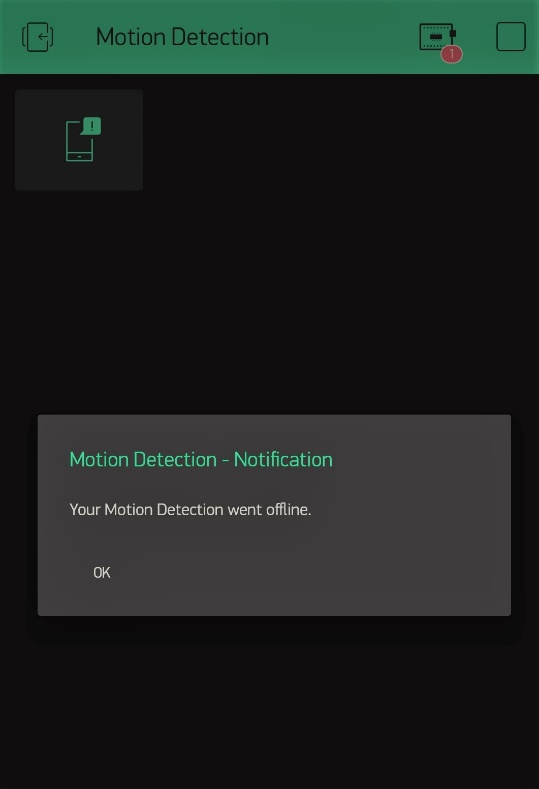 Motion Detection
1
Motion Detection - Notification
Your Motion Detection went offline.
OK